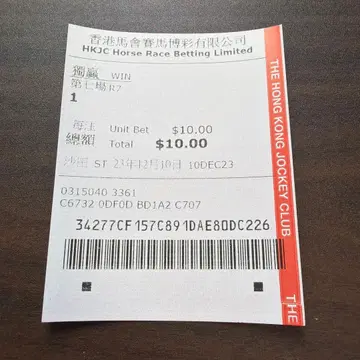 香港馬會賽馬博彩有限公司
HKJC Horse Race Betting Limited
獨贏 WIN
第七場 R7
1
每注 Unit Bet $10.00
總額 Total $10.00
沙田 ST 23年12月10日 10DEC23
0315040 3361
C6732 0DF0D BD1A2 C707
34277CF157C891DAE80DC226
THE HONG KONG JOCKEY CLUB
THE